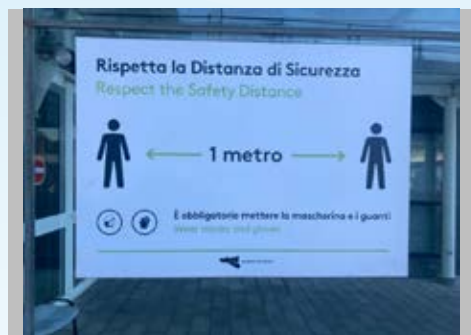 Rispetta la Distanza di Sicurezza
Respect the Safety Distance
1 metro
È obbligatorio mettere la mascherina e i guanti
Wear masks and gloves